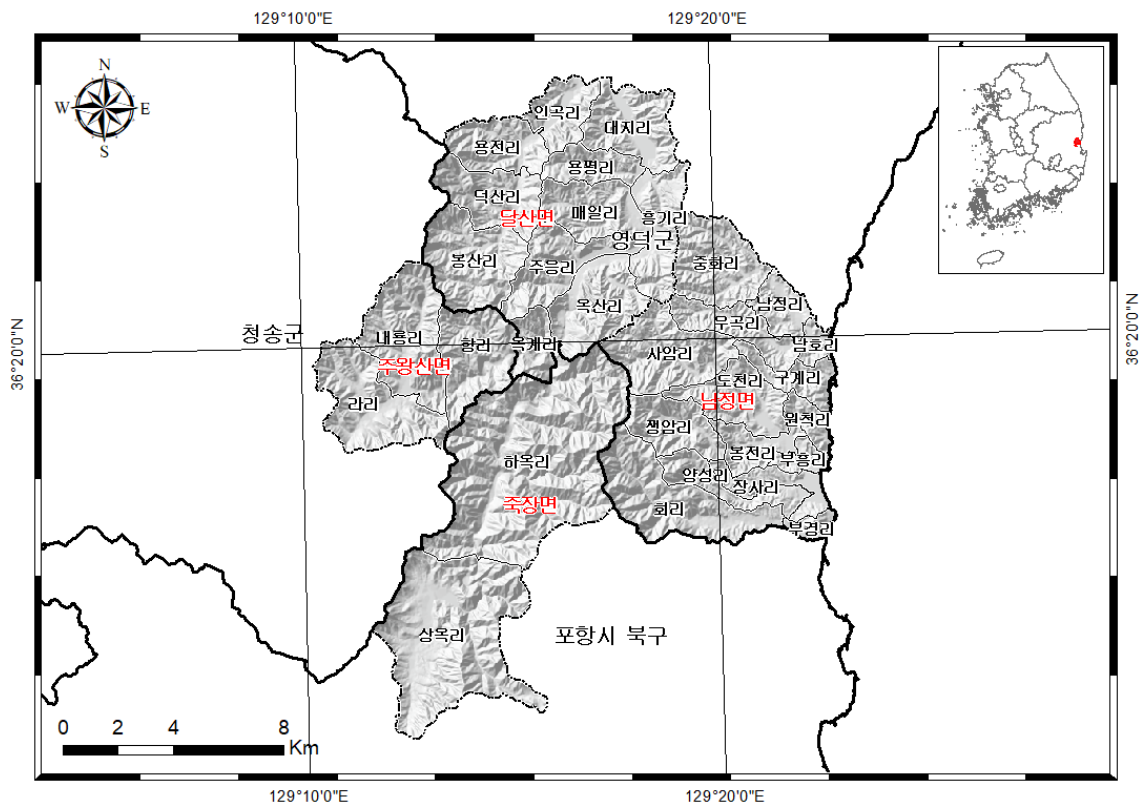 129°10'0"E
129°20'0"E
N
W
E
S
인곡리
대지리
용전리
용평리
덕산리
달산면
매일리
흥기리
영덕군
봉산리
주응리
중화리
옥산리
남정리
우곡리
청송군
내룡리
항리
옥계리
남호리
사암리
36°20'0"N
36°20'0"N
주왕산면
도천리
구계리
남정면
라리
원척리
쟁암리
봉전리
부흥리
하옥리
양성리
장사리
죽장면
회리
부경리
상옥리
포항시 북구
0
2
4
8
Km
129°10'0"E
129°20'0"E